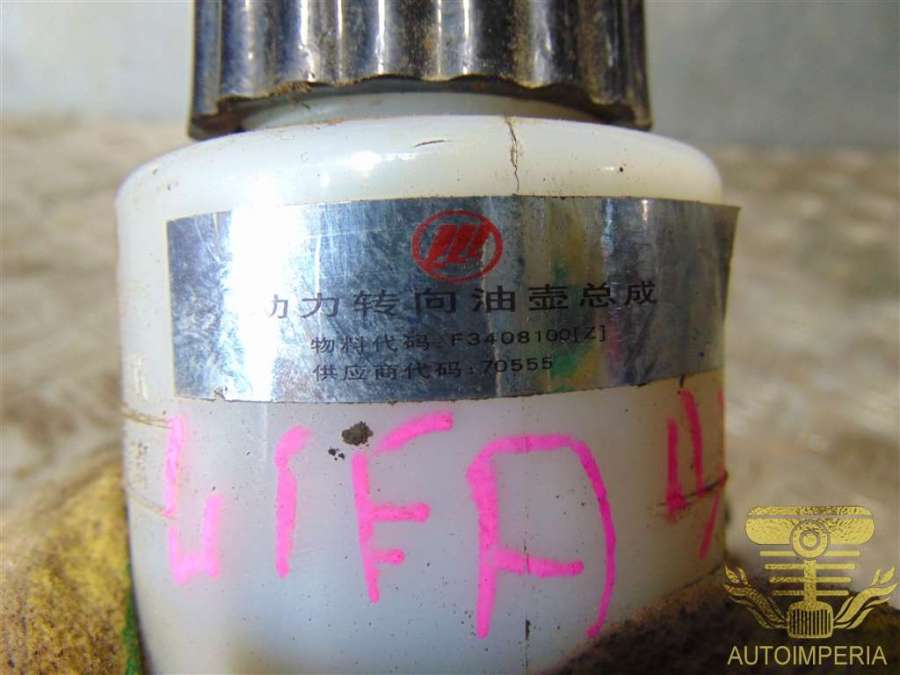 动力转向油壶总成
物料代码:F3408100[Z]
供应商代码:70555
LIFA
AUTOIMPERIA